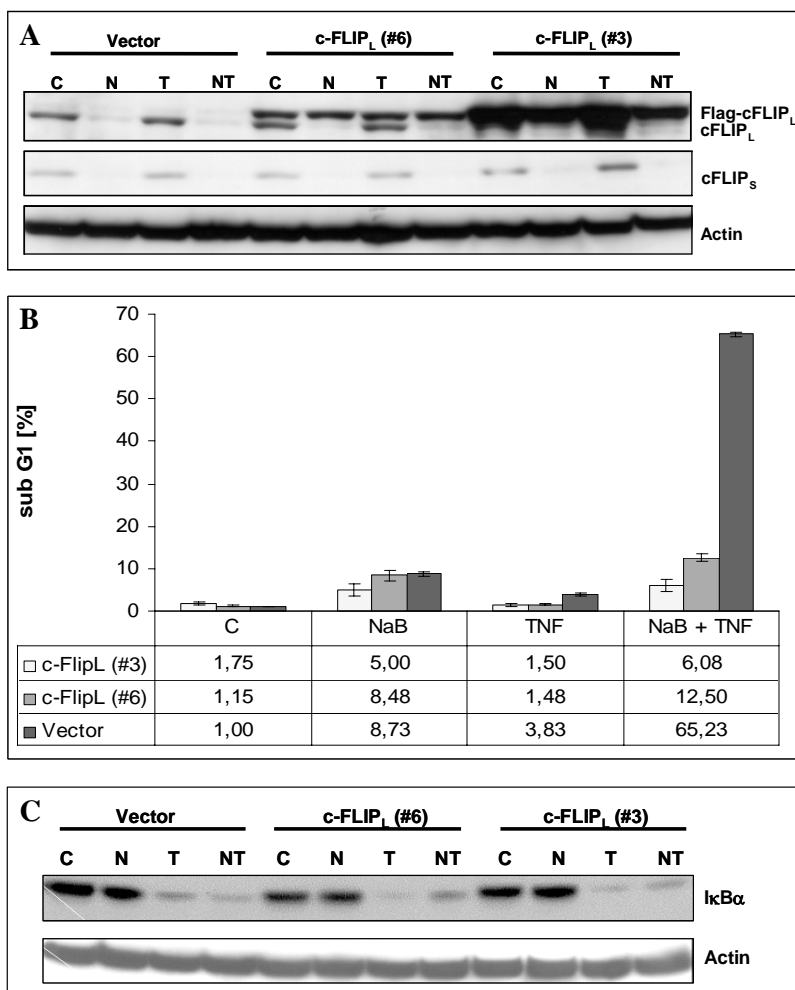 A
Vector c-FLIPL (#6) c-FLIPL (#3)
C N T NT C N T NT C N T NT
Flag-cFLIPL
cFLIPL
cFLIPS
Actin
B
70
60
50
40
30
20
10
0
sub G1 [%]
C NaB TNF NaB + TNF
c-FlipL (#3) 1,75 5,00 1,50 6,08
c-FlipL (#6) 1,15 8,48 1,48 12,50
Vector 1,00 8,73 3,83 65,23
C
Vector c-FLIPL (#6) c-FLIPL (#3)
C N T NT C N T NT C N T NT
IκBα
Actin